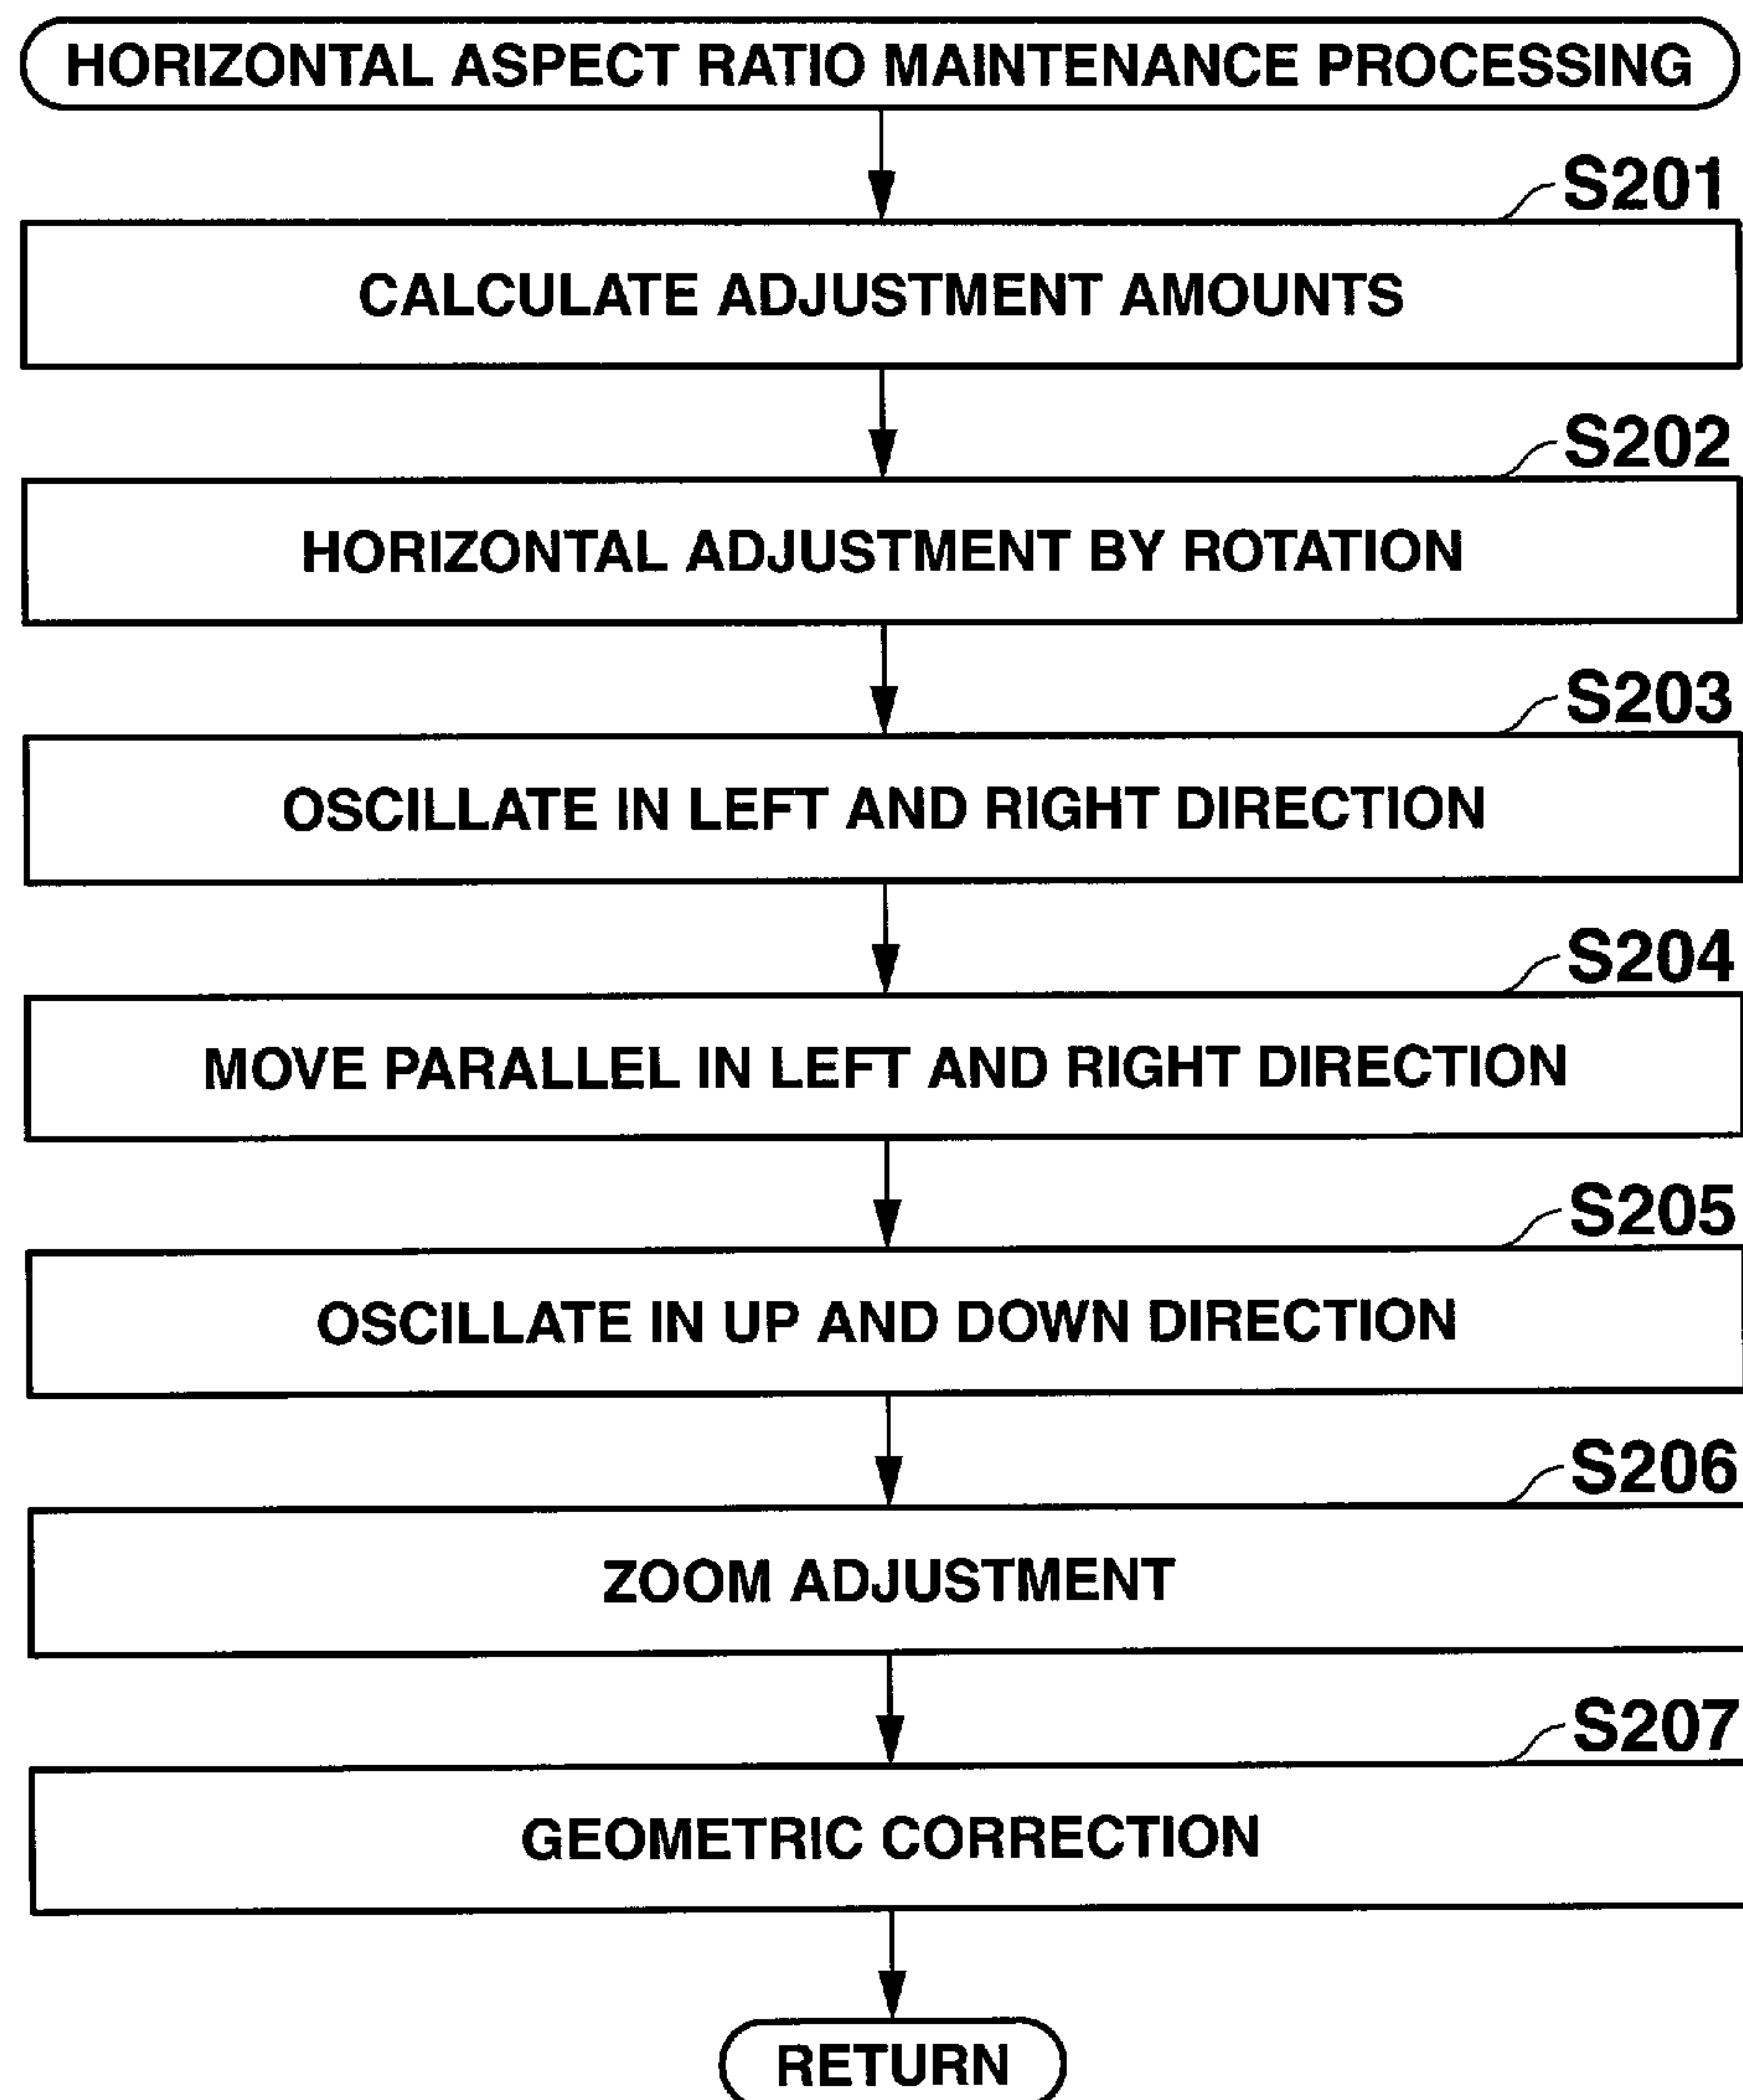 HORIZONTAL ASPECT RATIO MAINTENANCE PROCESSING
S201
CALCULATE ADJUSTMENT AMOUNTS
S202
HORIZONTAL ADJUSTMENT BY ROTATION
S203
OSCILLATE IN LEFT AND RIGHT DIRECTION
S204
MOVE PARALLEL IN LEFT AND RIGHT DIRECTION
S205
OSCILLATE IN UP AND DOWN DIRECTION
S206
ZOOM ADJUSTMENT
S207
GEOMETRIC CORRECTION
RETURN